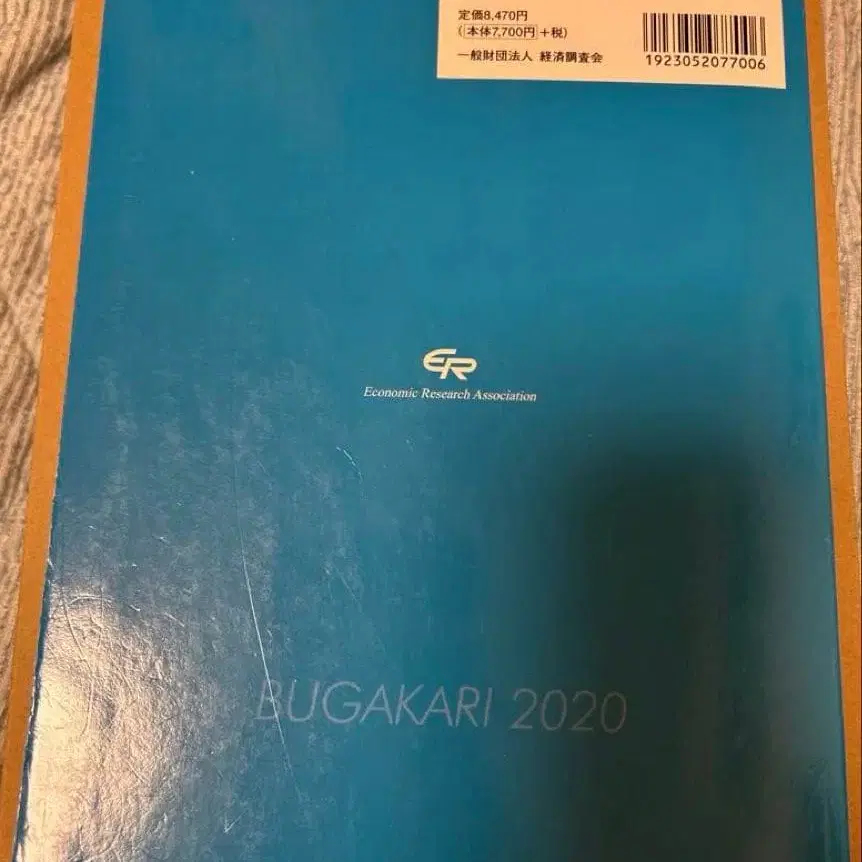 定価8,470円
(本体7,700円+税)
一般財団法人 経済調査会
1923052077006
ER
Economic Research Association
BUGAKARI 2020